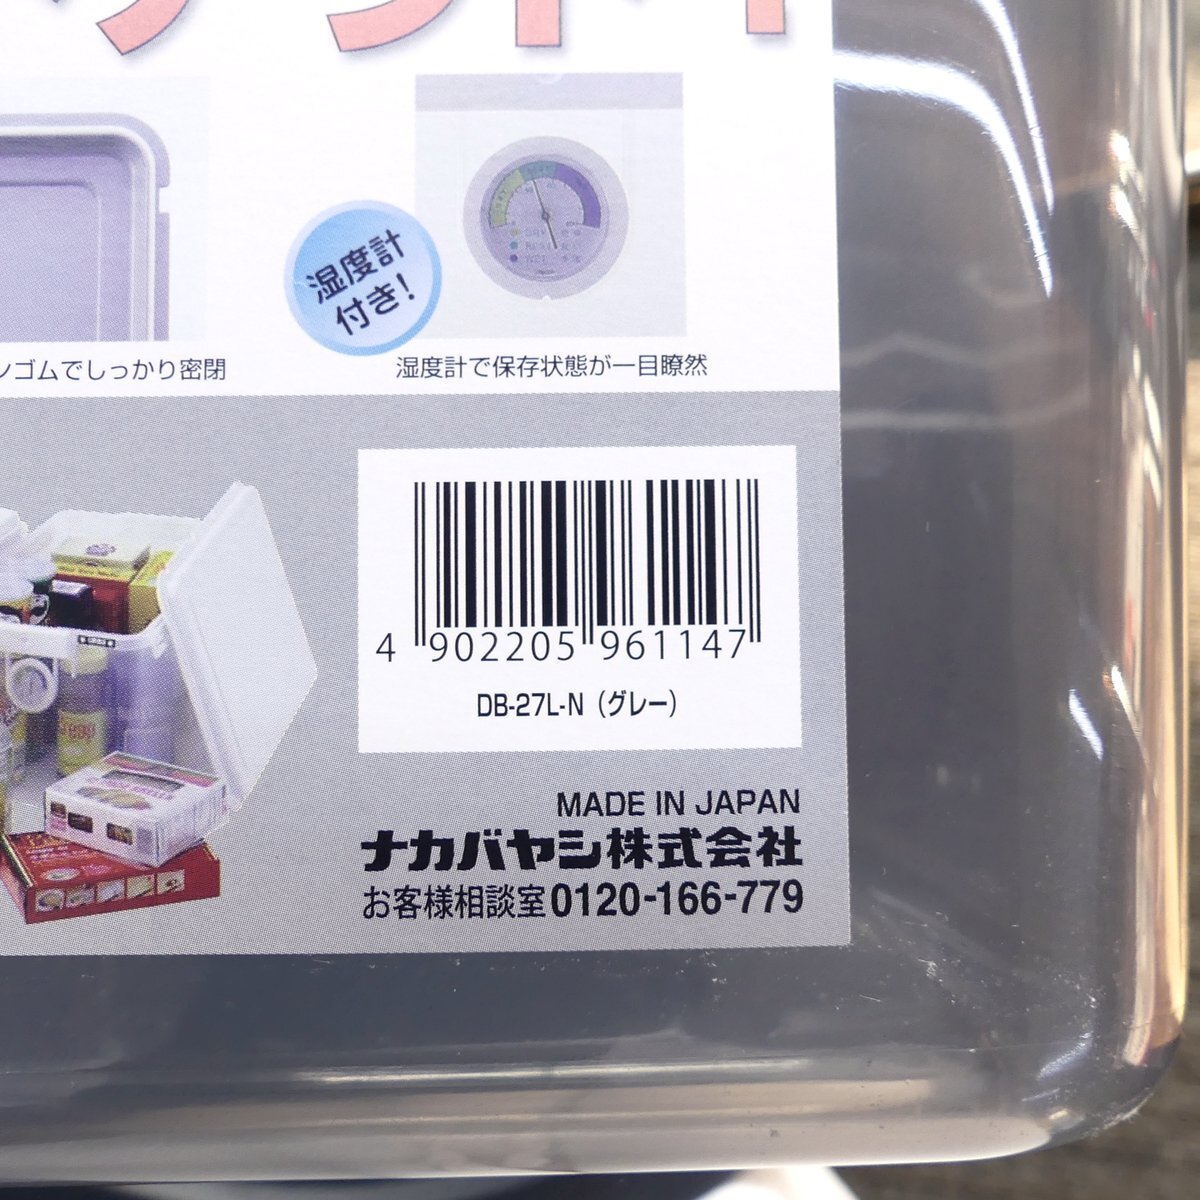 湿度計
付き!
ンゴムでしっかり密閉
湿度計で保存状態が一目瞭然
4 902205 961147
DB-27L-N（グレー）
MADE IN JAPAN
ナカバヤシ株式会社
お客様相談室0120-166-779